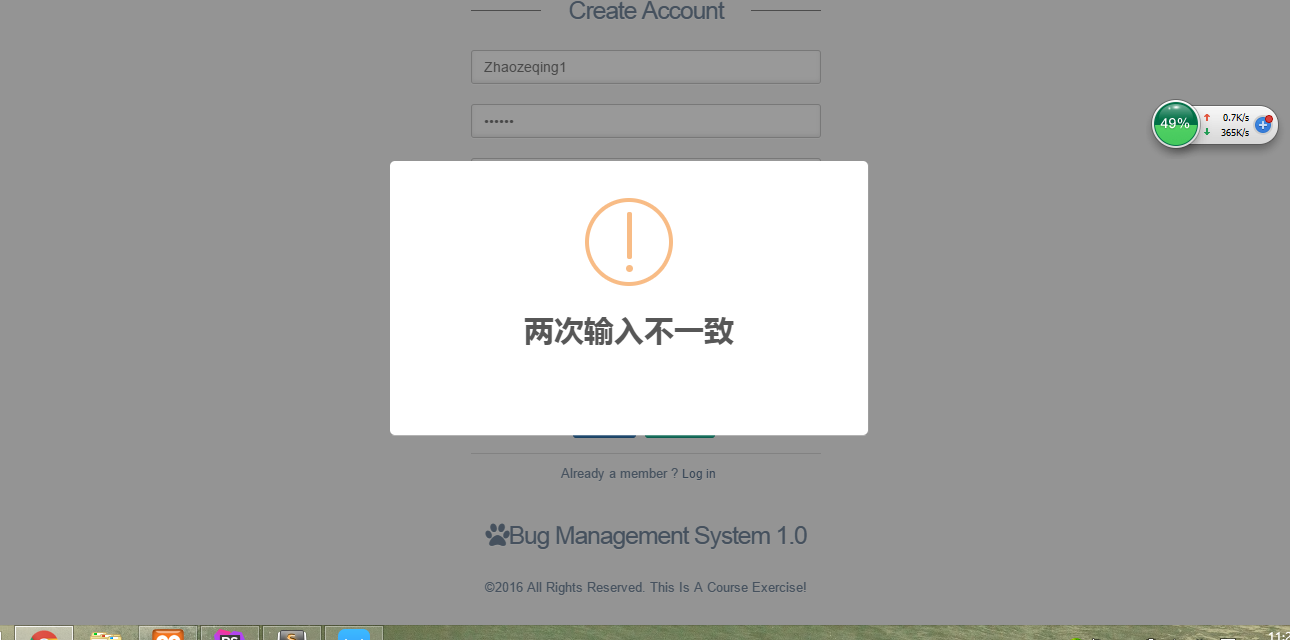 Create Account
Zhaozeqing1
••••••
49%
0.7K/s
365K/s
两次输入不一致
Already a member ? Log in
Bug Management System 1.0
©2016 All Rights Reserved. This Is A Course Exercise!